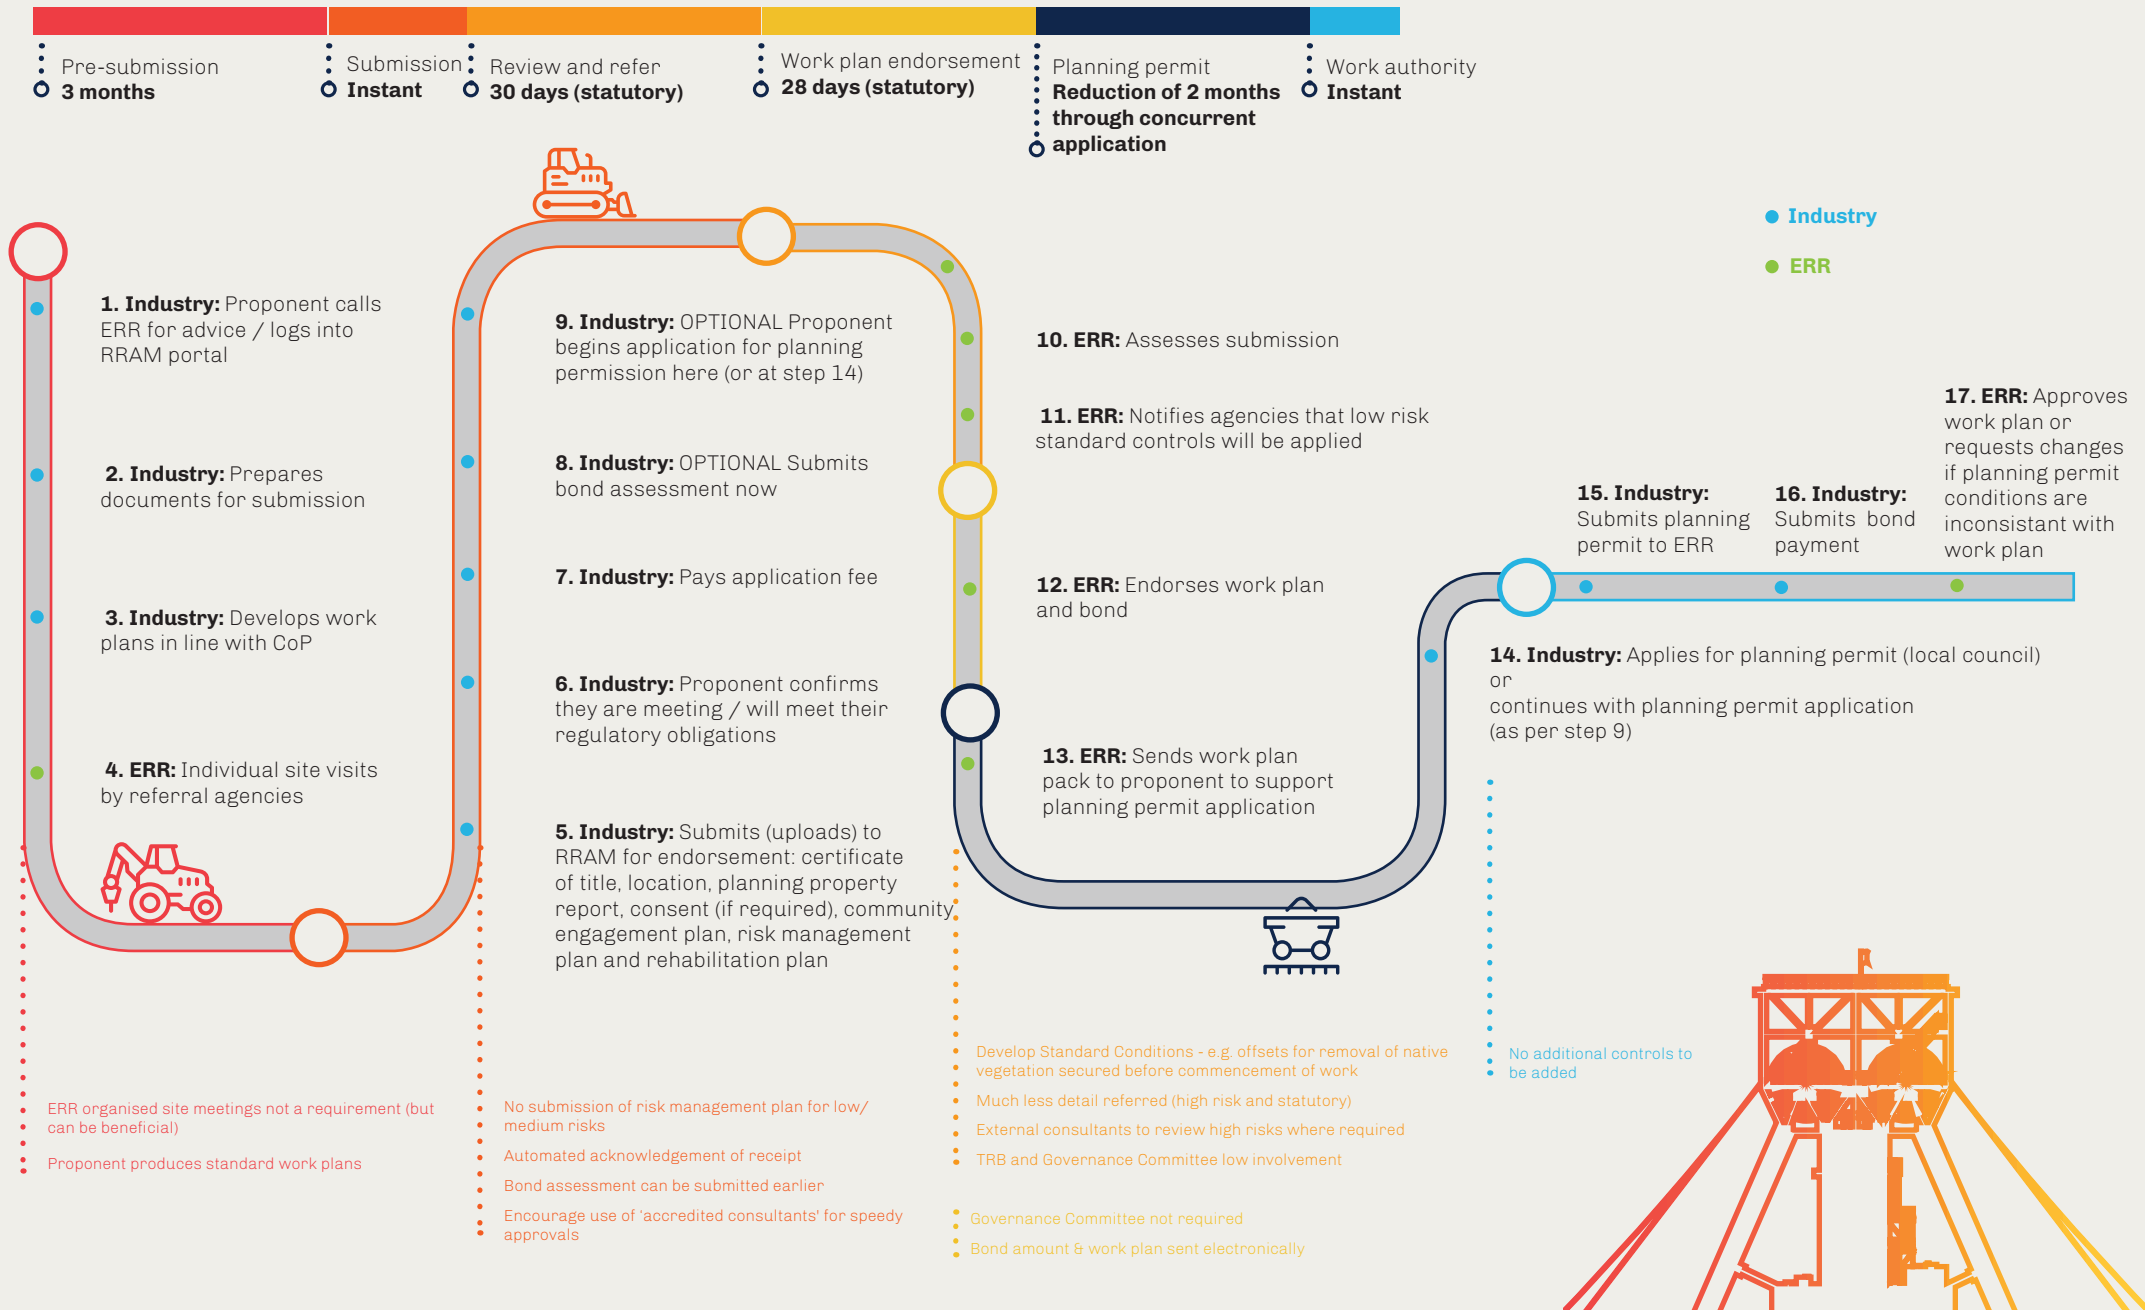 Pre-submission
3 months
Submission
Instant
Review and refer
30 days (statutory)
Work plan endorsement
28 days (statutory)
Planning permit
Reduction of 2 months
through concurrent
application
Work authority
Instant
Industry
ERR
1. Industry: Proponent calls
ERR for advice / logs into
RRAM portal
2. Industry: Prepares
documents for submission
3. Industry: Develops work
plans in line with CoP
4. ERR: Individual site visits
by referral agencies
9. Industry: OPTIONAL Proponent
begins application for planning
permission here (or at step 14)
8. Industry: OPTIONAL Submits
bond assessment now
7. Industry: Pays application fee
6. Industry: Proponent confirms
they are meeting / will meet their
regulatory obligations
5. Industry: Submits (uploads) to
RRAM for endorsement: certificate
of title, location, planning property
report, consent (if required), community
engagement plan, risk management
plan and rehabilitation plan
10. ERR: Assesses submission
11. ERR: Notifies agencies that low risk
standard controls will be applied
12. ERR: Endorses work plan
and bond
13. ERR: Sends work plan
pack to proponent to support
planning permit application
14. Industry: Applies for planning permit (local council)
or
continues with planning permit application
(as per step 9)
15. Industry:
Submits planning
permit to ERR
16. Industry:
Submits bond
payment
17. ERR: Approves
work plan or
requests changes
if planning permit
conditions are
inconsistant with
work plan
ERR organised site meetings not a requirement (but
can be beneficial)
Proponent produces standard work plans
No submission of risk management plan for low/
medium risks
Automated acknowledgement of receipt
Bond assessment can be submitted earlier
Encourage use of 'accredited consultants' for speedy
approvals
Develop Standard Conditions - e.g. offsets for removal of native
vegetation secured before commencement of work
Much less detail referred (high risk and statutory)
External consultants to review high risks where required
TRB and Governance Committee low involvement
Governance Committee not required
Bond amount & work plan sent electronically
No additional controls to
be added